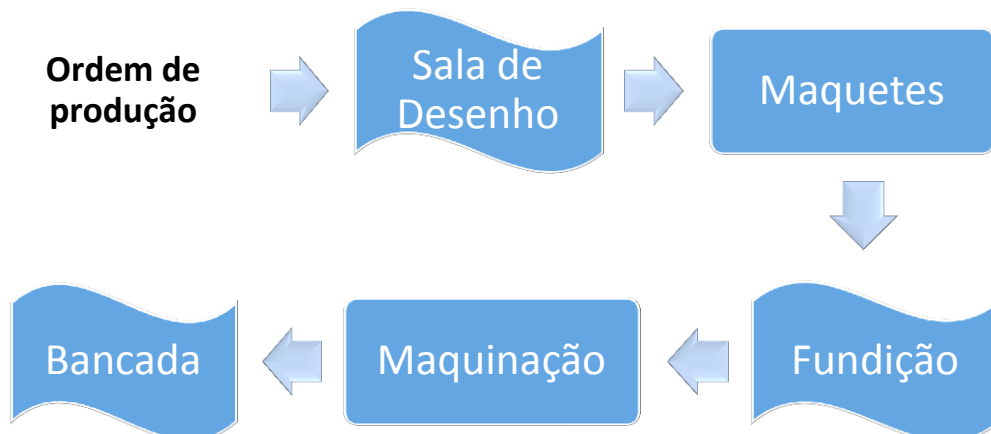 Ordem de
produção
Sala de
Desenho
Maquetes
Fundição
Maquinação
Bancada